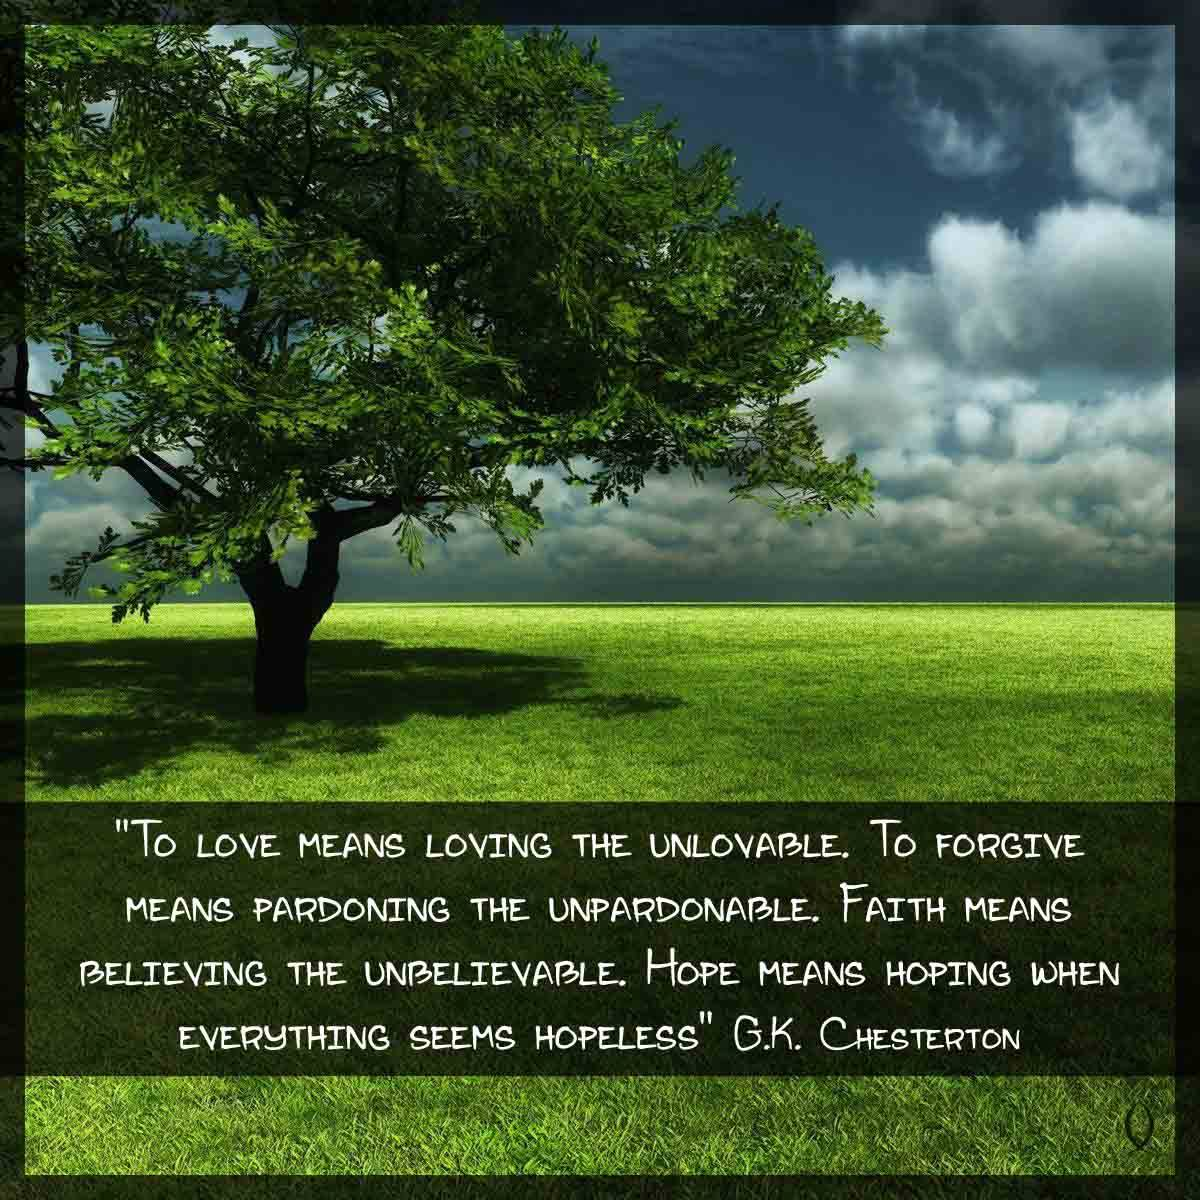 "To love means loving the unlovable. To forgive
means pardoning the unpardonable. Faith means
believing the unbelievable. Hope means hoping when
everything seems hopeless" G.K. Chesterton